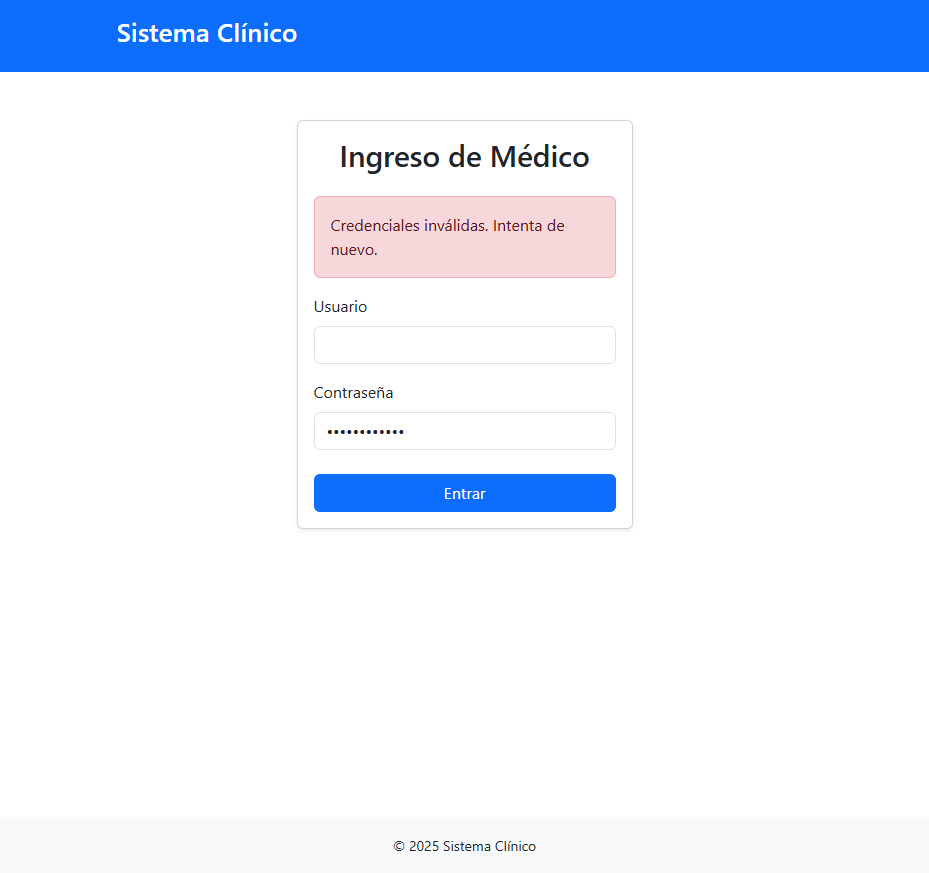 Sistema Clínico
Ingreso de Médico
Credenciales inválidas. Intenta de
nuevo.
Usuario
Contraseña
••••••••••••
Entrar
© 2025 Sistema Clínico